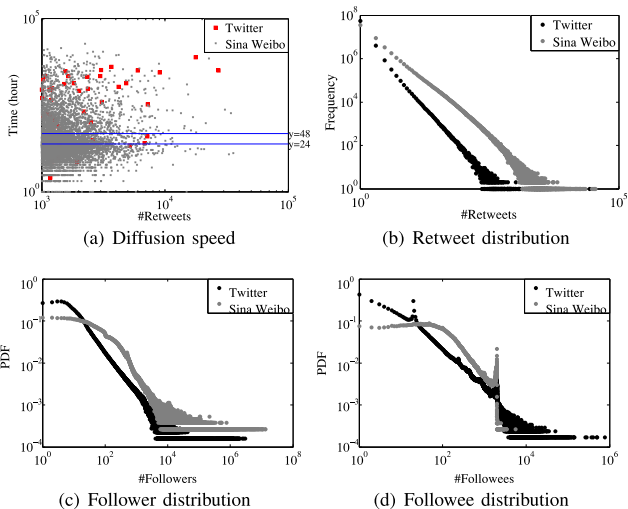 10^5
Twitter
Sina Weibo
Time (hour)
y=48
y=24
10^0
10^3
10^4
10^5
#Retweets
(a) Diffusion speed
10^8
Twitter
Sina Weibo
10^6
Frequency
10^4
10^2
10^0
10^0
10^5
#Retweets
(b) Retweet distribution
10^0
Twitter
Sina Weibo
10^−1
PDF
10^−2
10^−3
10^−4
10^0
10^2
10^4
10^6
10^8
#Followers
(c) Follower distribution
10^0
Twitter
Sina Weibo
10^−1
PDF
10^−2
10^−3
10^−4
10^0
10^2
10^4
10^6
#Followees
(d) Followee distribution